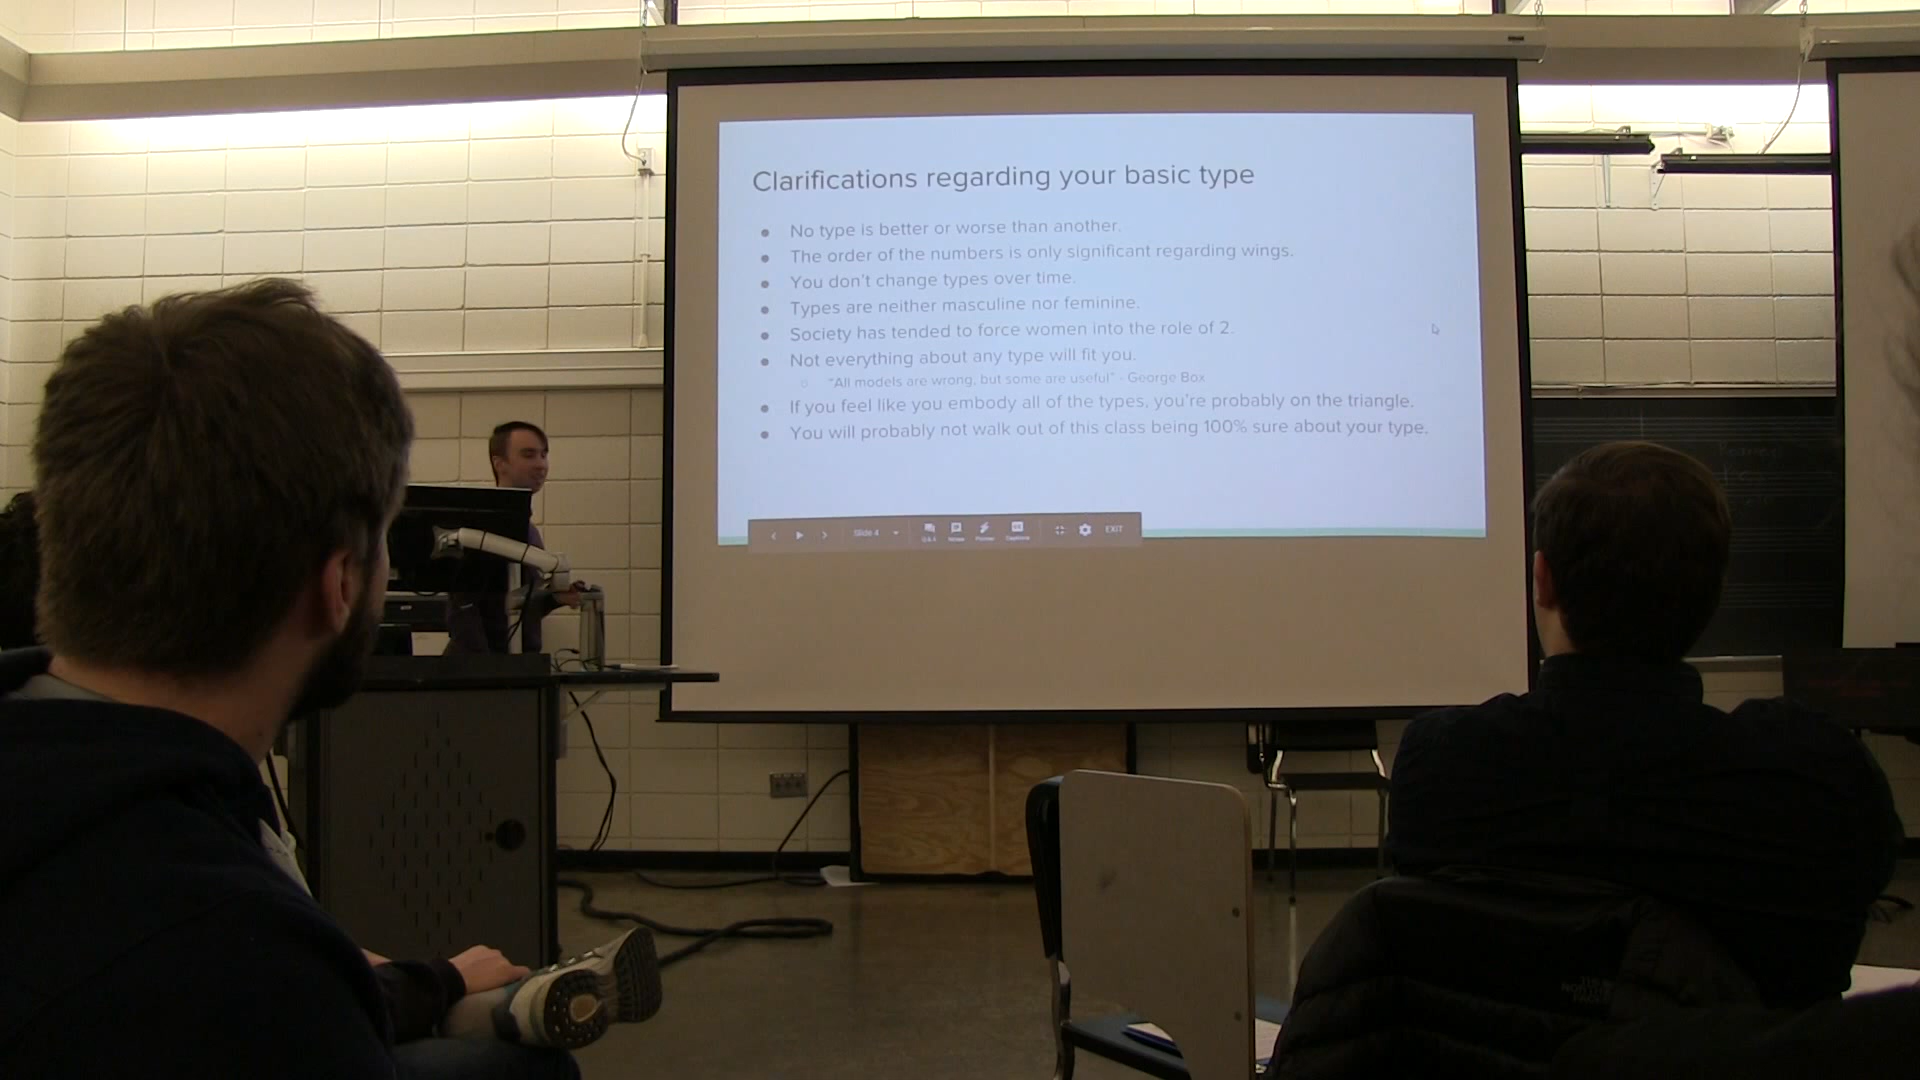 Clarifications regarding your basic type
● No type is better or worse than another.
● The order of the numbers is only significant regarding wings.
● You don't change types over time.
● Types are neither masculine nor feminine.
● Society has tended to force women into the role of 2.
● Not everything about any type will fit you.
○ "All models are wrong, but some are useful" - George Box
● If you feel like you embody all of the types, you're probably on the triangle.
● You will probably not walk out of this class being 100% sure about your type.
Slide 4 Q&A Notes Pointer Captions EXIT